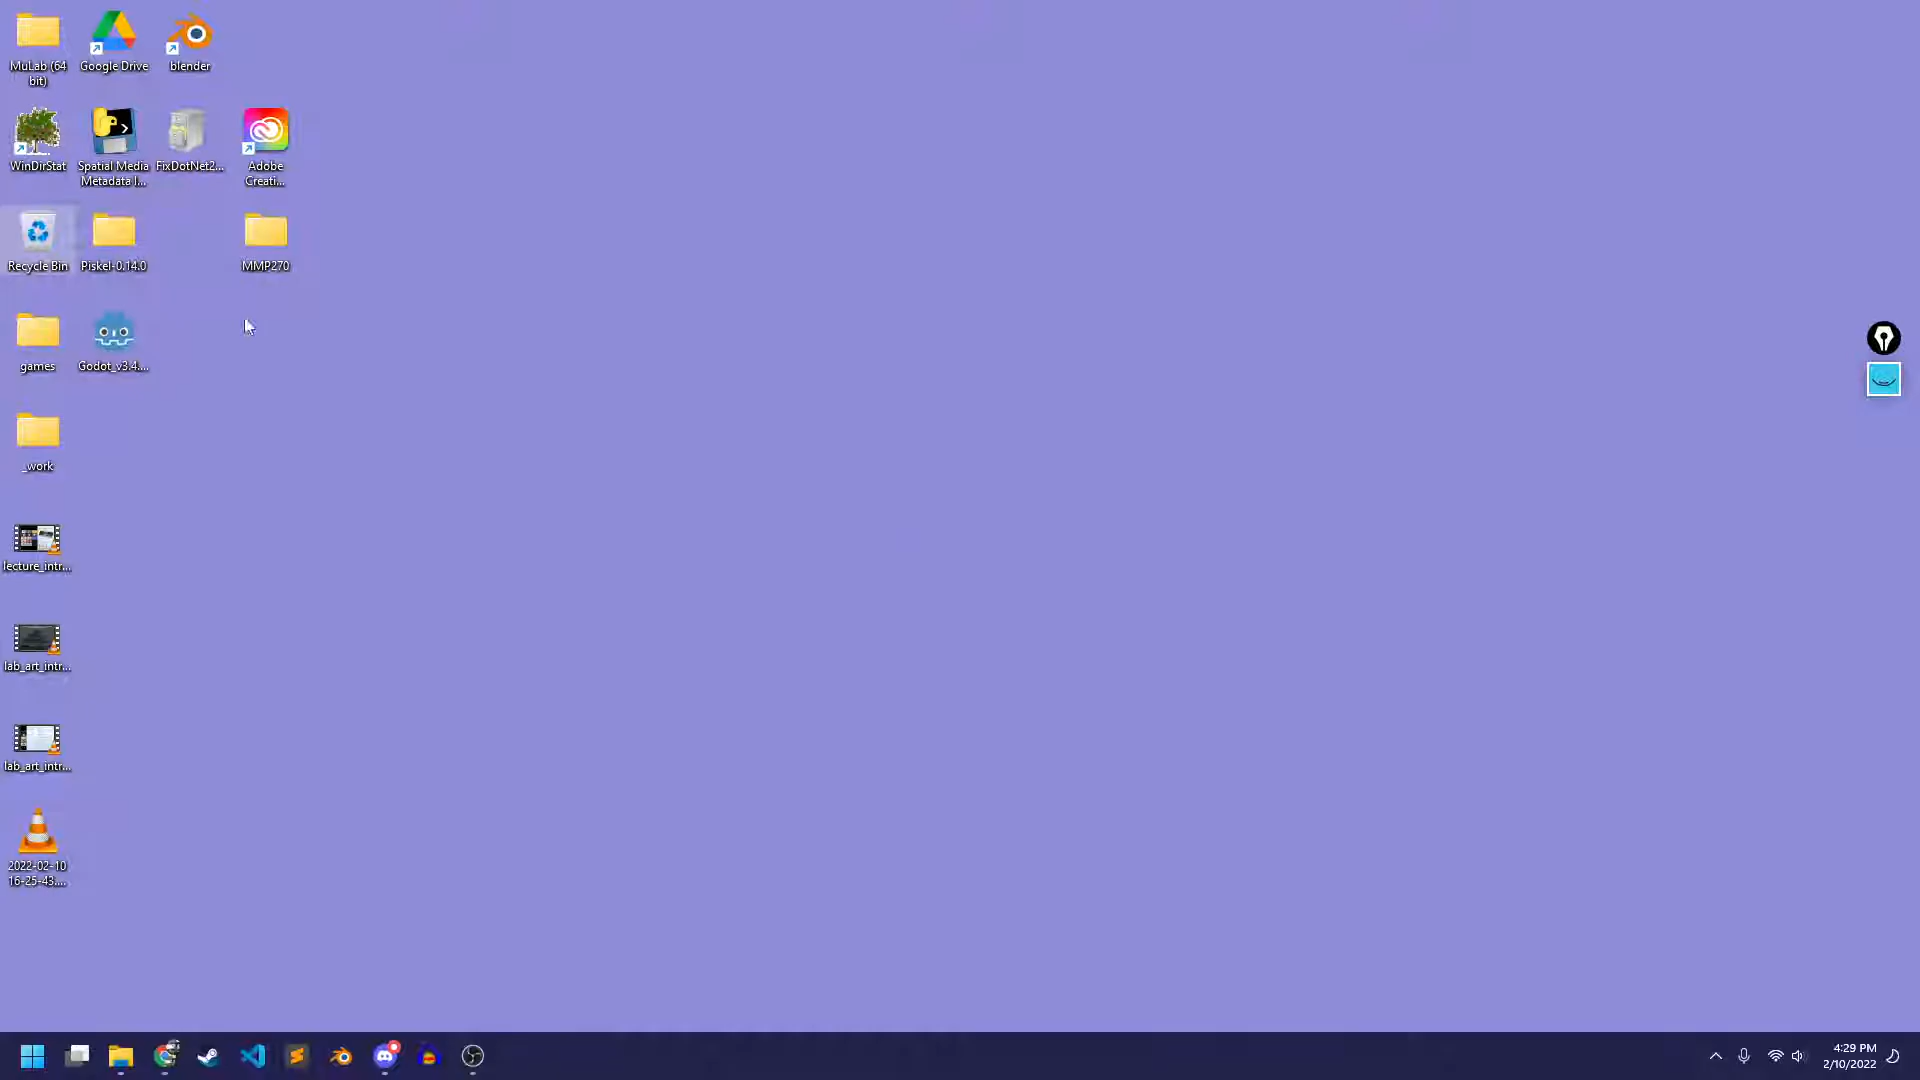 MuLab (64
bit)
Google Drive
blender
WinDirStat
Spatial Media
Metadata I...
FixDotNet2...
Adobe
Creati...
Recycle Bin
Piskel-0.14.0
MMP270
games
Godot_v3.4....
_work
lecture_intr...
lab_art_intr...
lab_art_intr...
2022-02-10
16-25-43....
4:29 PM
2/10/2022